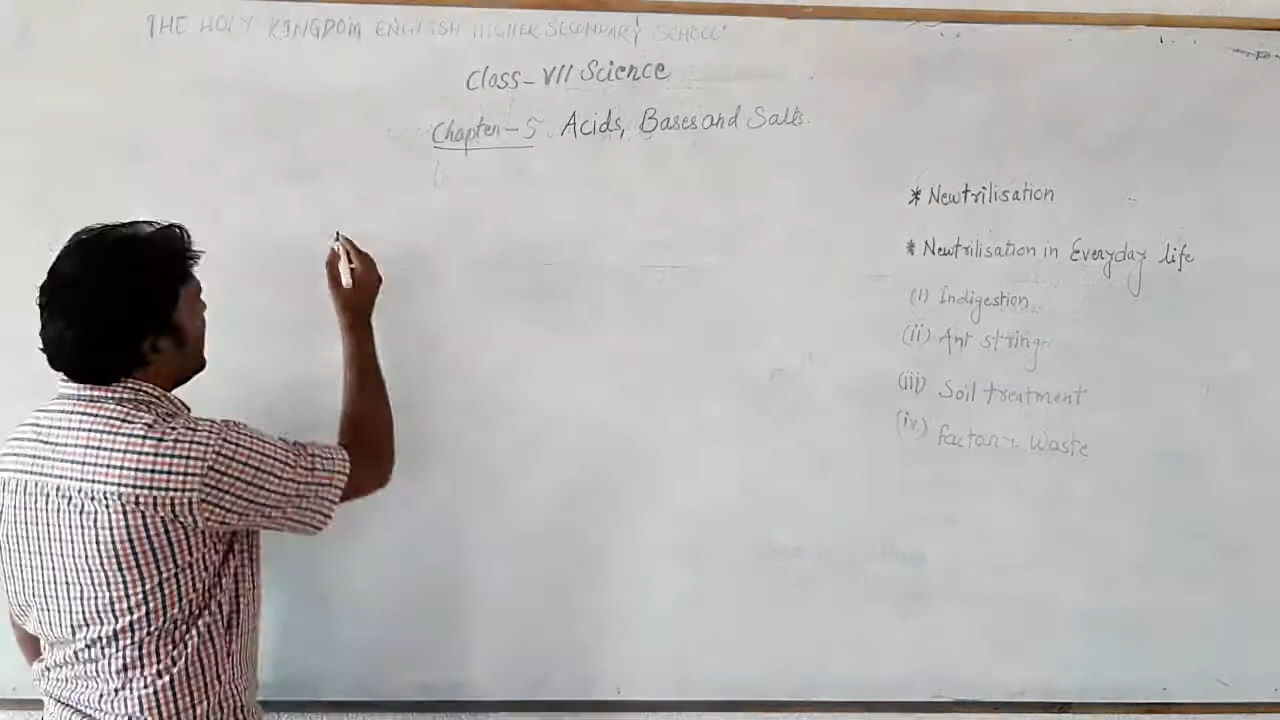 THE HOLY KINGDOM ENGLISH HIGHER SECONDARY SCHOOL
Class-VII Science
Chapter-5 Acids, Bases and Salts.
* Newtrilisation
* Newtrilisation in Everyday life
(i) Indigestion
(ii) Ant string
(iii) Soil treatment
(iv) factory waste